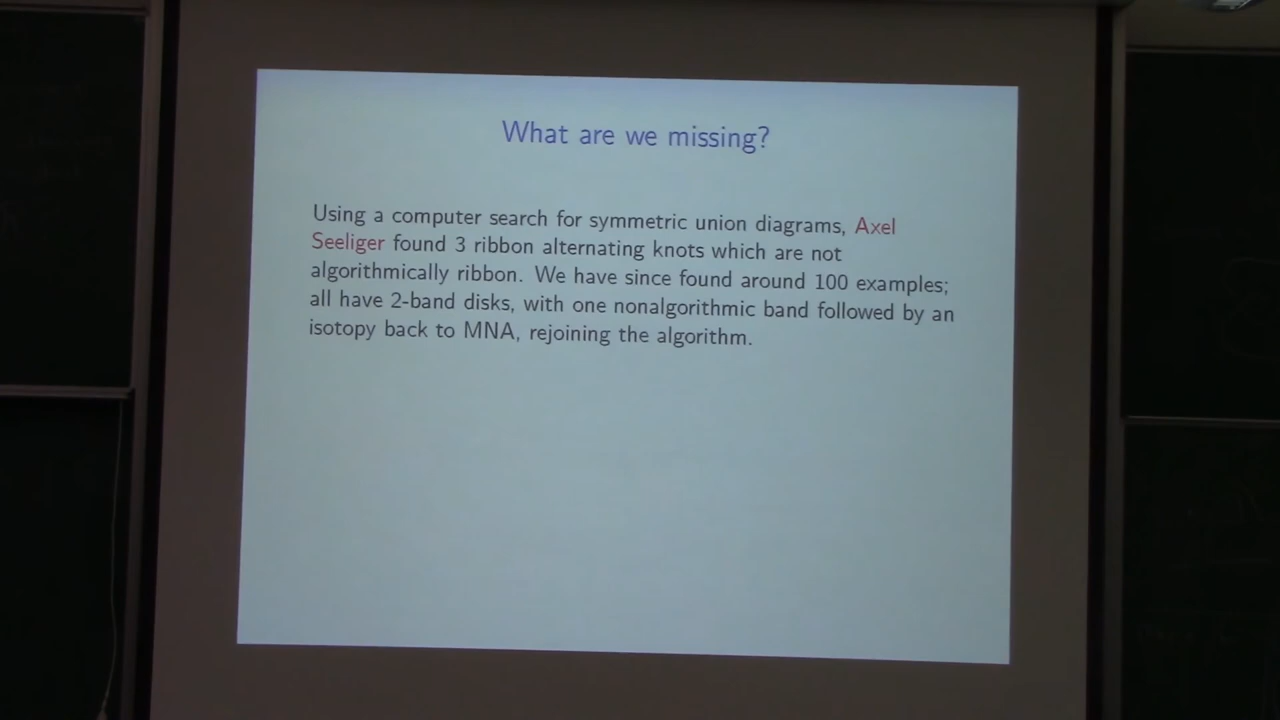 What are we missing?
Using a computer search for symmetric union diagrams, Axel
Seeliger found 3 ribbon alternating knots which are not
algorithmically ribbon. We have since found around 100 examples;
all have 2-band disks, with one nonalgorithmic band followed by an
isotopy back to MNA, rejoining the algorithm.